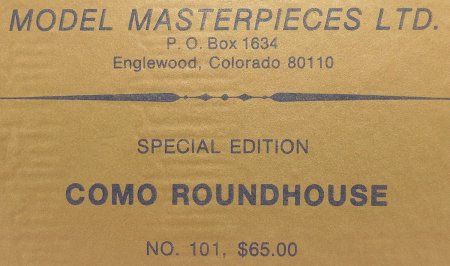 MODEL MASTERPIECES LTD.
P. O. Box 1634
Englewood, Colorado 80110
SPECIAL EDITION
COMO ROUNDHOUSE
NO. 101, $65.00